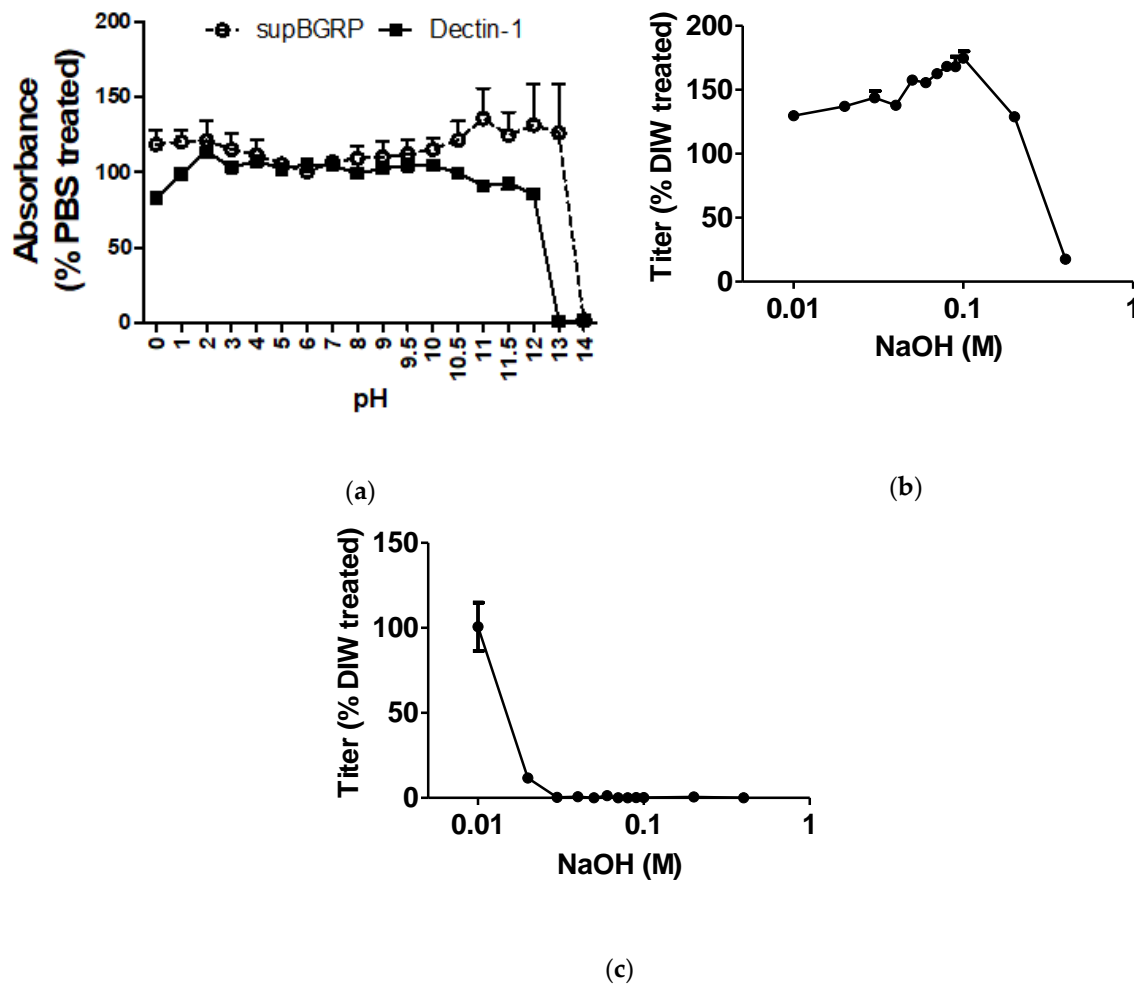 supBGRP Dectin-1
Absorbance
(% PBS treated)
200
150
100
50
0
0 1 2 3 4 5 6 7 8 9 9.5 10 10.5 11 11.5 12 13 14
pH
(a)
Titer (% DIW treated)
200
150
100
50
0
0.01 0.1 1
NaOH (M)
(b)
Titer (% DIW treated)
150
100
50
0
0.01 0.1 1
NaOH (M)
(c)